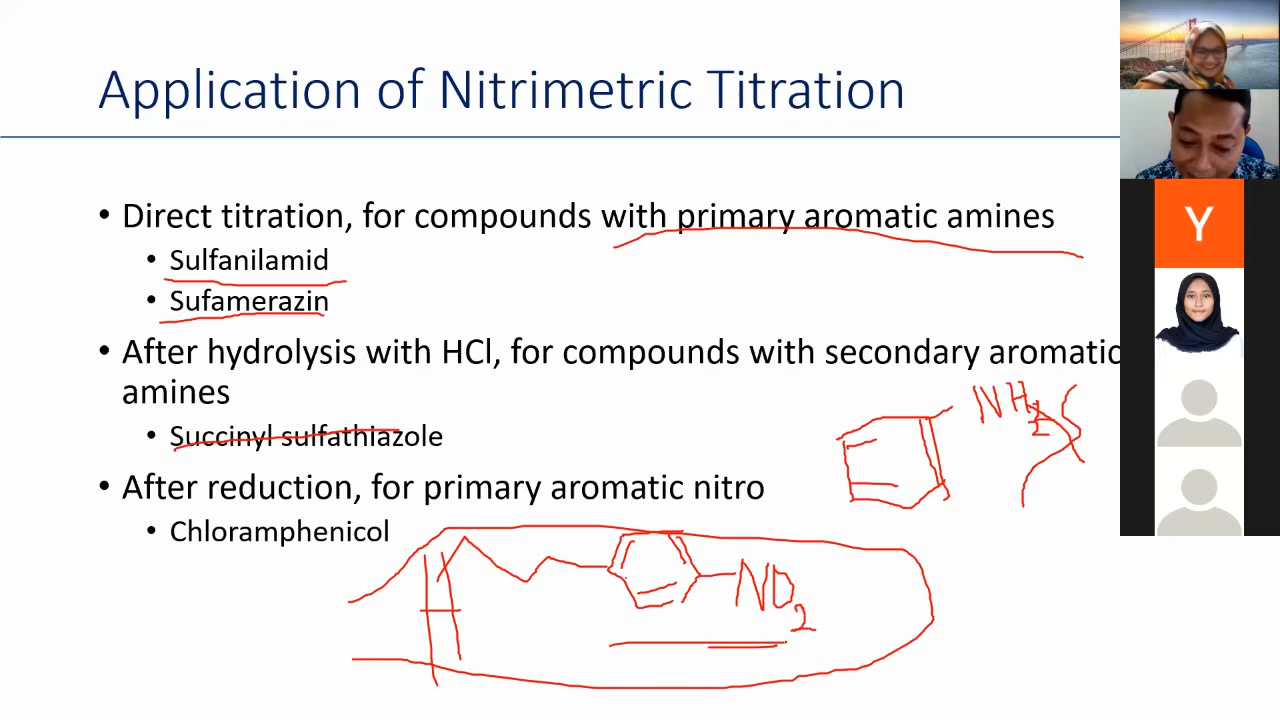 Application of Nitrimetric Titration
• Direct titration, for compounds with primary aromatic amines
• Sulfanilamid
• Sufamerazin
• After hydrolysis with HCl, for compounds with secondary aromatic
amines
• Succinyl sulfathiazole
• After reduction, for primary aromatic nitro
• Chloramphenicol
NH2
NO2
Y